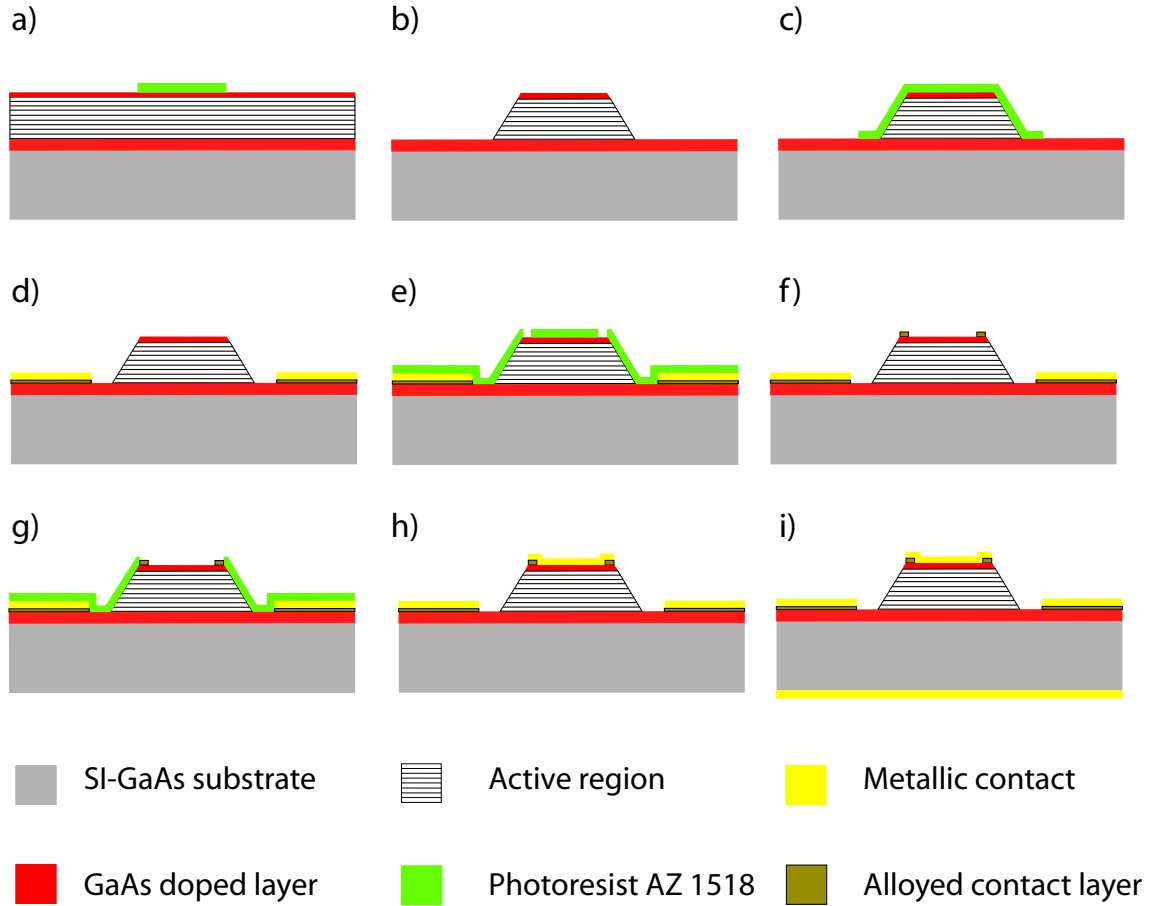 a)
b)
c)
d)
e)
f)
g)
h)
i)
SI-GaAs substrate
Active region
Metallic contact
GaAs doped layer
Photoresist AZ 1518
Alloyed contact layer